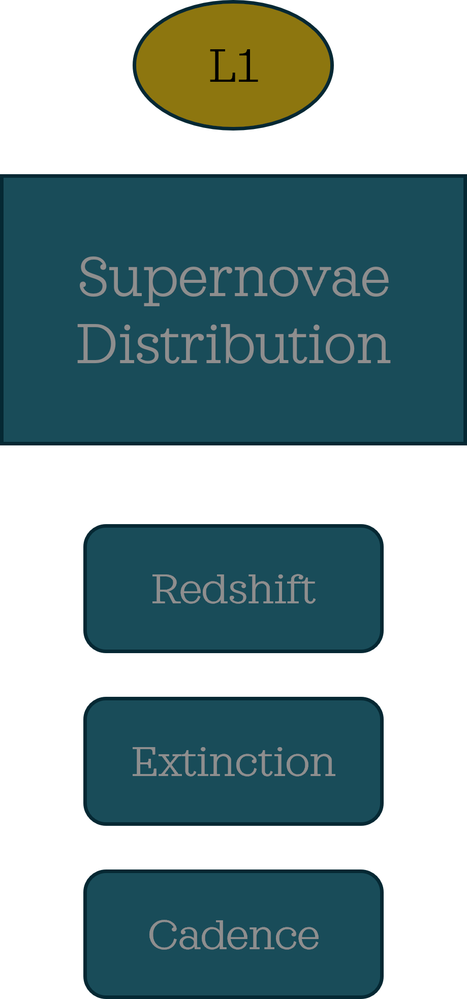 L1
Supernovae
Distribution
Redshift
Extinction
Cadence